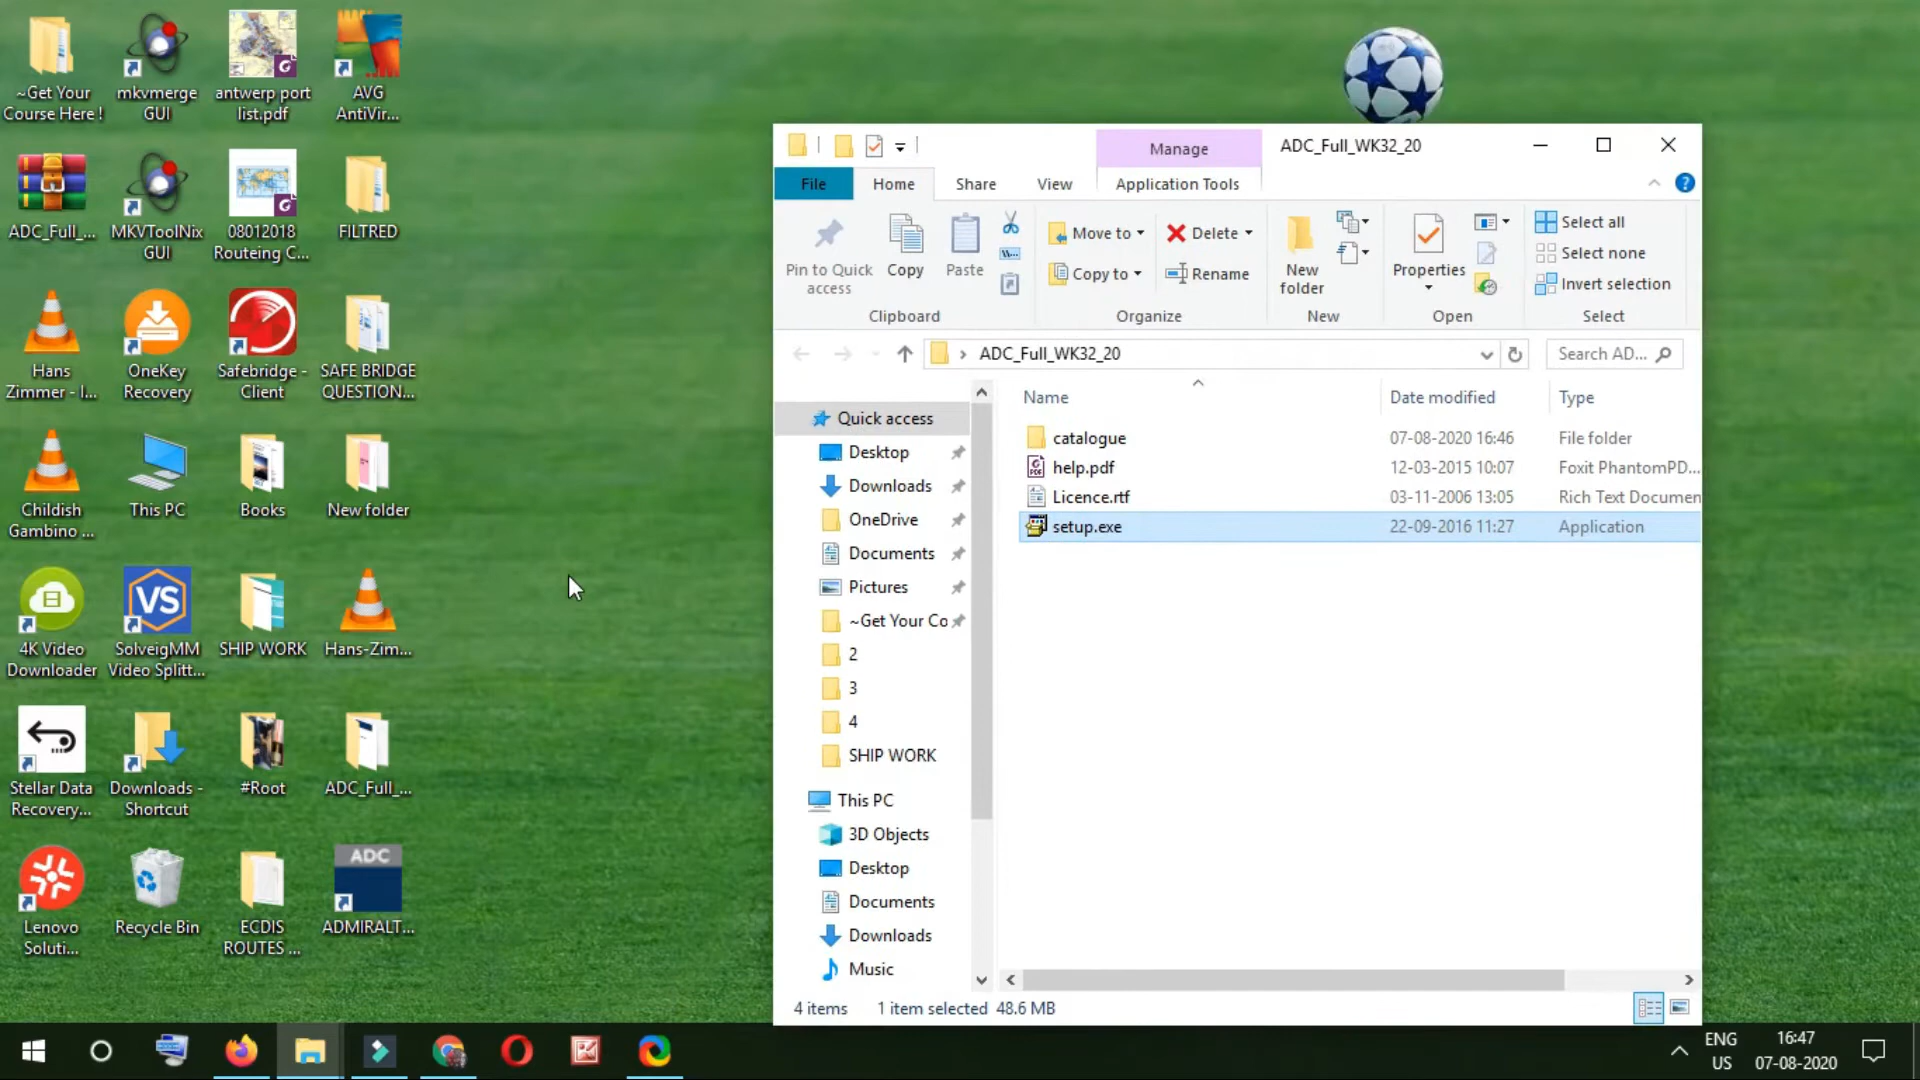 ~Get Your
Course Here !
mkvmerge
GUI
antwerp port
list.pdf
AVG
AntiVir...
ADC_Full_...
MKVToolNix
GUI
08012018
Routeing C...
FILTRED
Hans
Zimmer - I...
OneKey
Recovery
Safebridge -
Client
SAFE BRIDGE
QUESTION...
Childish
Gambino ...
This PC
Books
New folder
4K Video
Downloader
VS
SolveigMM
Video Splitt...
SHIP WORK
Hans-Zim...
Stellar Data
Recovery...
Downloads -
Shortcut
#Root
ADC_Full_...
Lenovo
Soluti...
Recycle Bin
ECDIS
ROUTES ...
ADC
ADMIRALT...
Manage
ADC_Full_WK32_20
File
Home
Share
View
Application Tools
Pin to Quick
access
Copy
Paste
Move to
Copy to
Delete
Rename
New
folder
Properties
Select all
Select none
Invert selection
Clipboard
Organize
New
Open
Select
ADC_Full_WK32_20
Search AD...
Name
Date modified
Type
catalogue
07-08-2020 16:46
File folder
help.pdf
12-03-2015 10:07
Foxit PhantomPD...
Licence.rtf
03-11-2006 13:05
Rich Text Documen
setup.exe
22-09-2016 11:27
Application
Quick access
Desktop
Downloads
OneDrive
Documents
Pictures
~Get Your Co
2
3
4
SHIP WORK
This PC
3D Objects
Desktop
Documents
Downloads
Music
4 items
1 item selected 48.6 MB
ENG
US
16:47
07-08-2020